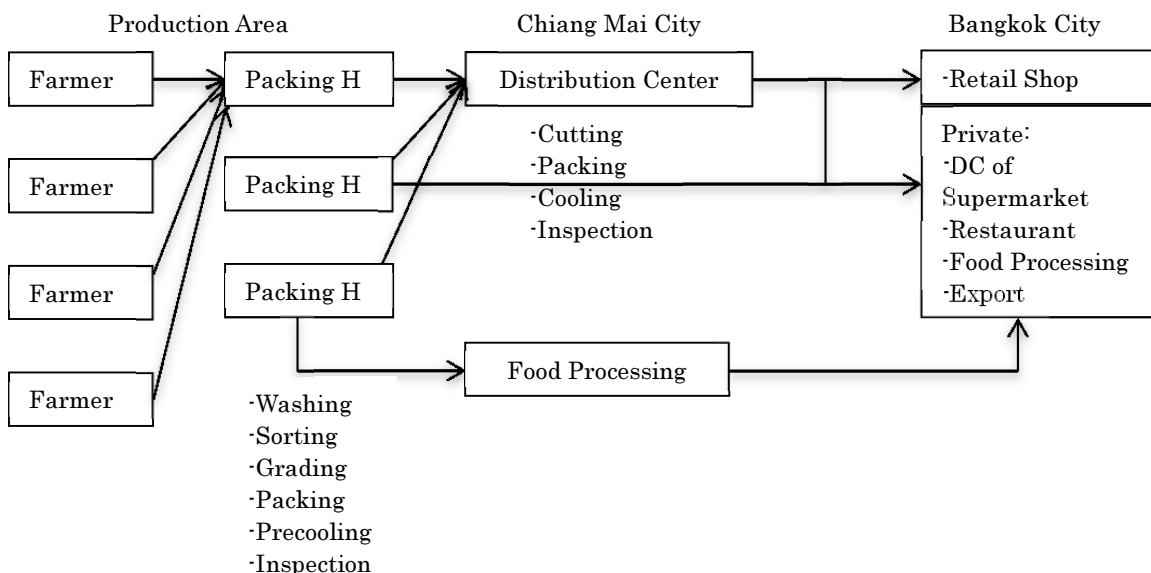 Production Area
Chiang Mai City
Bangkok City
Farmer
Packing H
Distribution Center
-Retail Shop
Farmer
Packing H
-Cutting
-Packing
-Cooling
-Inspection
Private:
-DC of
Supermarket
-Restaurant
-Food Processing
-Export
Farmer
Packing H
Food Processing
Farmer
-Washing
-Sorting
-Grading
-Packing
-Precooling
-Inspection